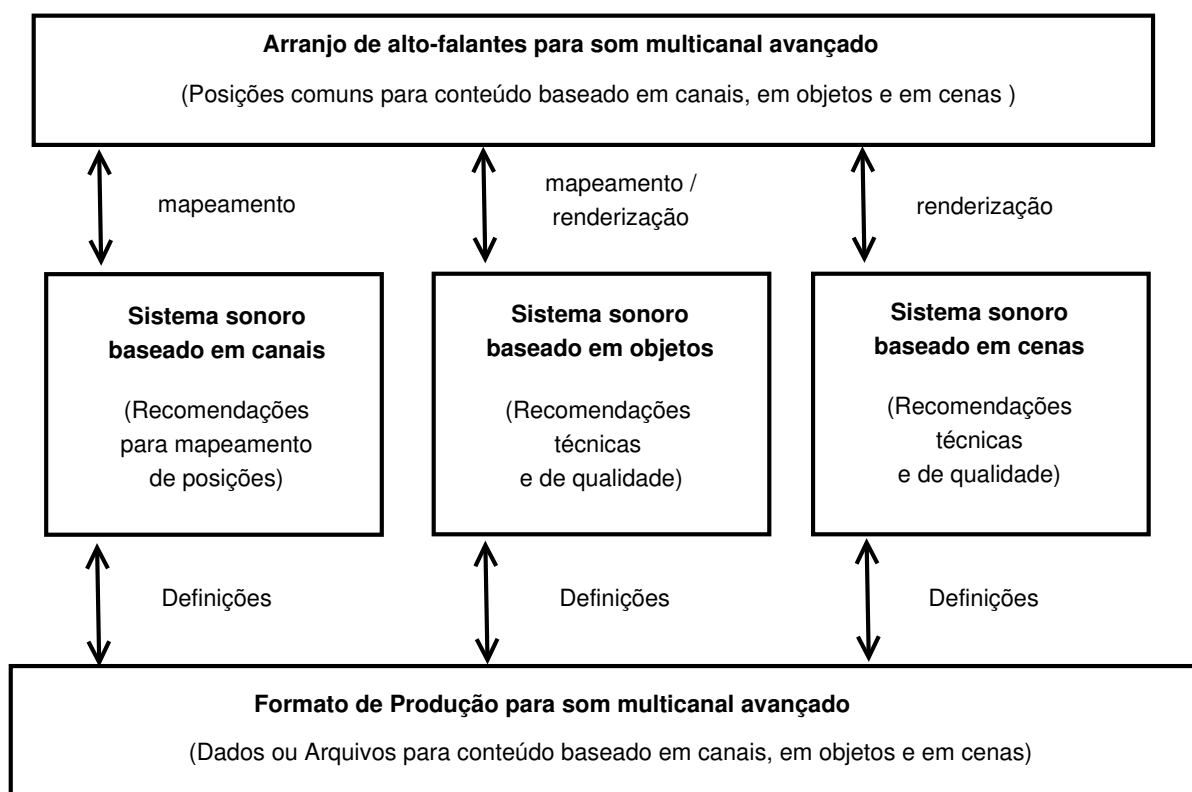 Arranjo de alto-falantes para som multicanal avançado
(Posições comuns para conteúdo baseado em canais, em objetos e em cenas )
mapeamento
mapeamento /
renderização
renderização
Sistema sonoro
baseado em canais
(Recomendações
para mapeamento
de posições)
Sistema sonoro
baseado em objetos
(Recomendações
técnicas
e de qualidade)
Sistema sonoro
baseado em cenas
(Recomendações
técnicas
e de qualidade)
Definições
Definições
Definições
Formato de Produção para som multicanal avançado
(Dados ou Arquivos para conteúdo baseado em canais, em objetos e em cenas)